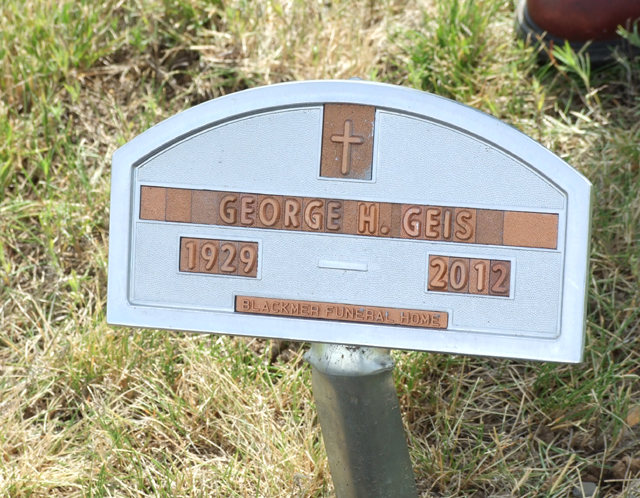 GEORGE H. GEIS
1929 2012
BLACKMER FUNERAL HOME